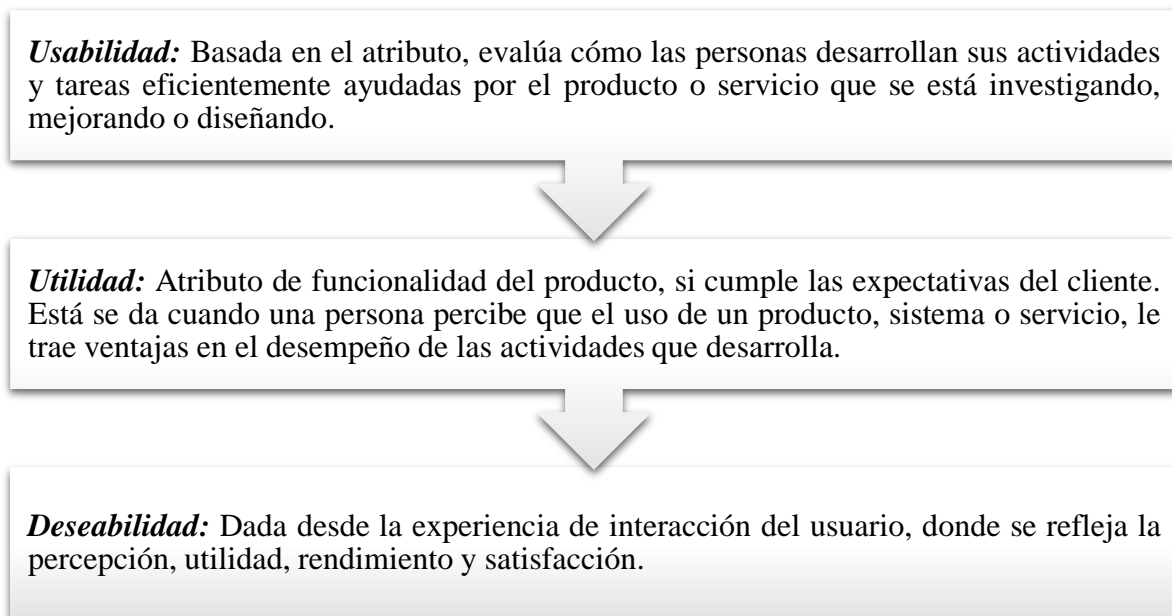 Usabilidad: Basada en el atributo, evalúa cómo las personas desarrollan sus actividades
y tareas eficientemente ayudadas por el producto o servicio que se está investigando,
mejorando o diseñando.
Utilidad: Atributo de funcionalidad del producto, si cumple las expectativas del cliente.
Está se da cuando una persona percibe que el uso de un producto, sistema o servicio, le
trae ventajas en el desempeño de las actividades que desarrolla.
Deseabilidad: Dada desde la experiencia de interacción del usuario, donde se refleja la
percepción, utilidad, rendimiento y satisfacción.